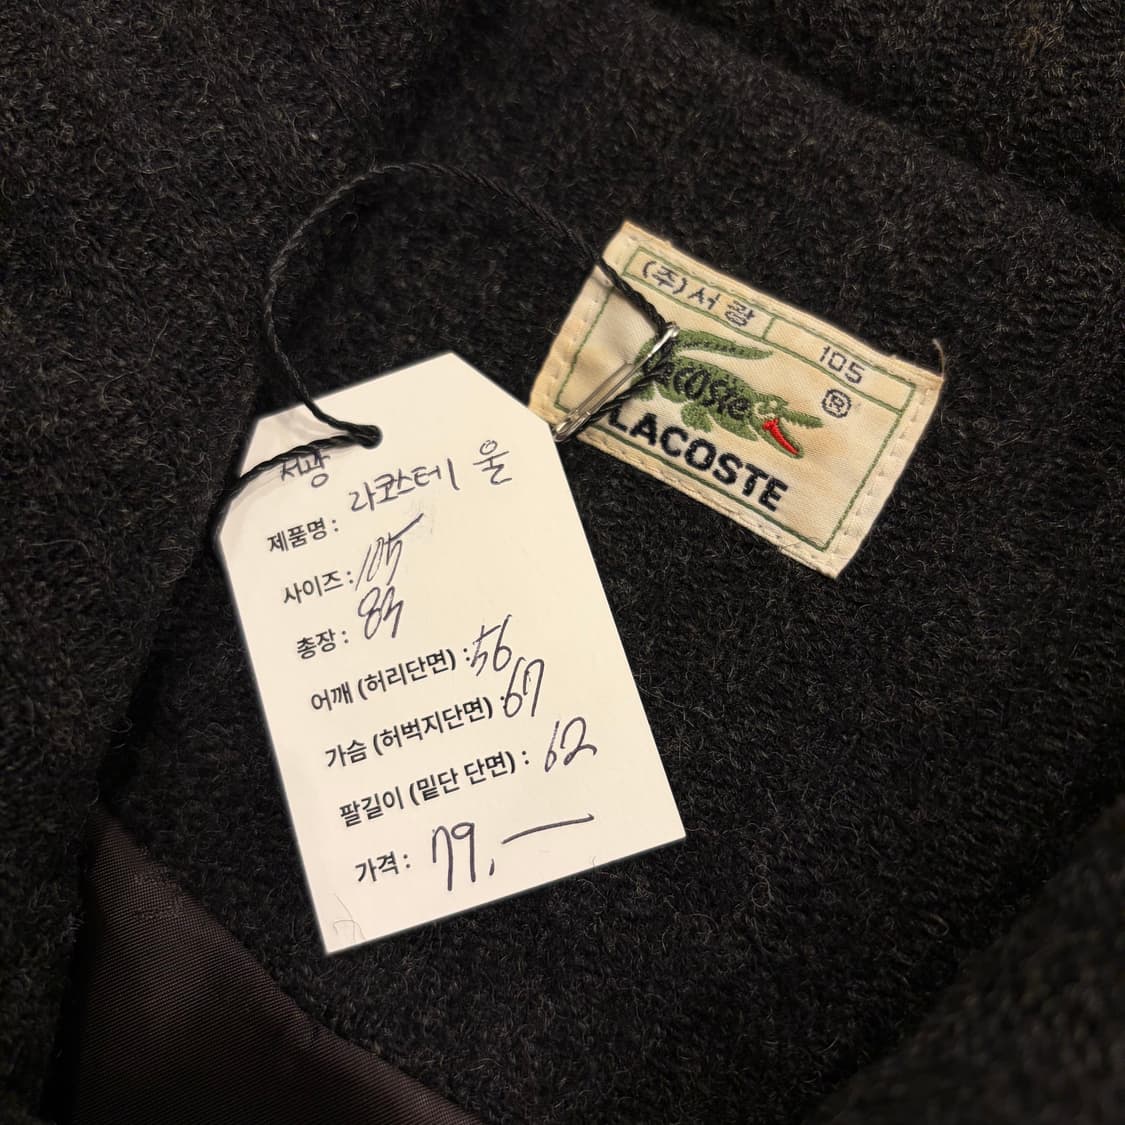 (주)서광
105
Lacoste
®
LACOSTE
서광
제품명 : 라코스테 울
사이즈 : 105
총장 : 83
어깨 (허리단면) : 56
가슴 (허벅지단면) : 67
팔길이 (밑단 단면) : 62
가격 : 79,—